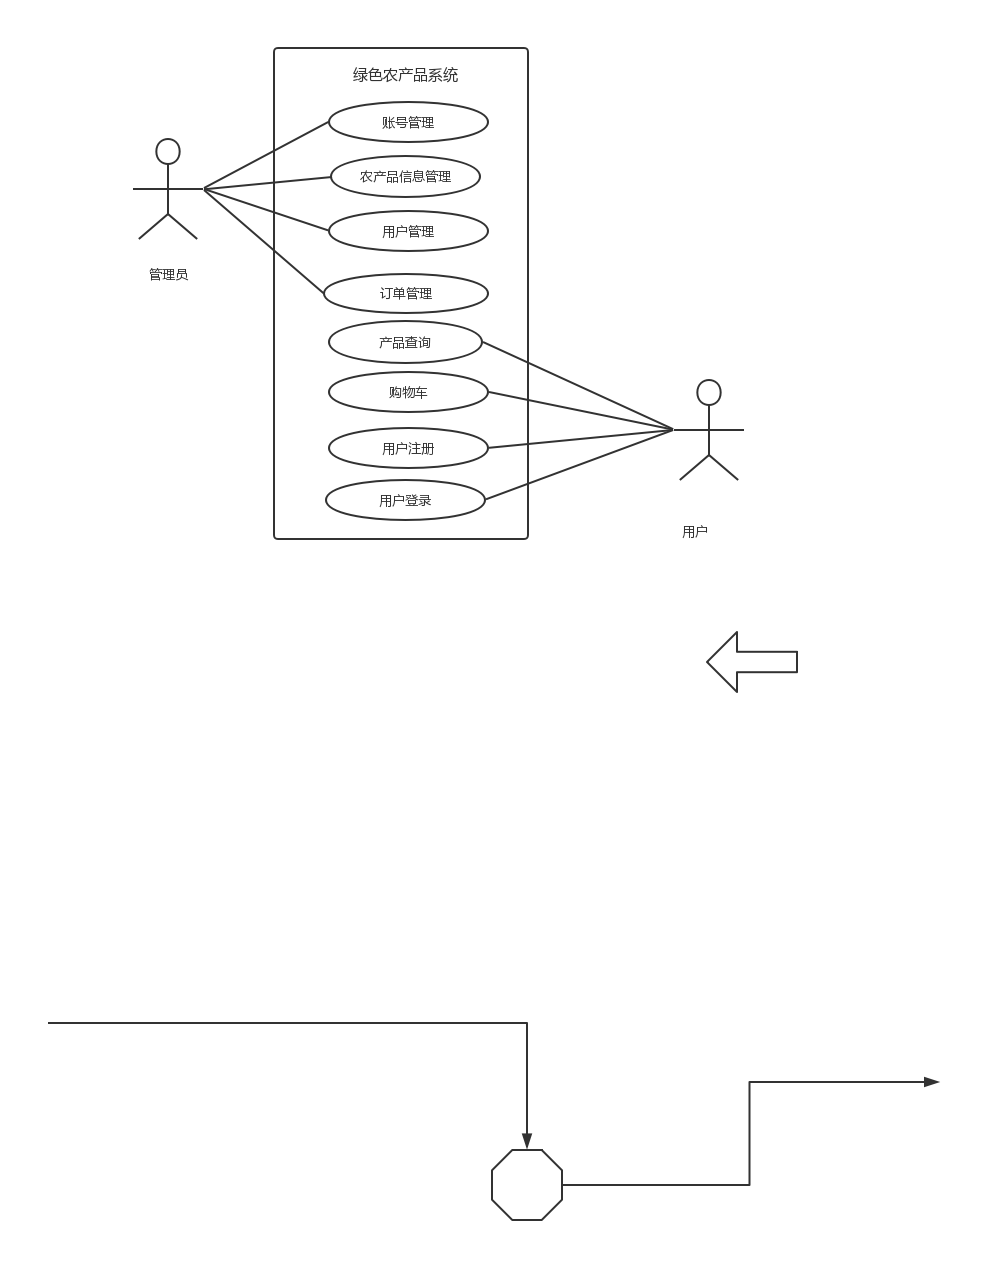 绿色农产品系统
账号管理
农产品信息管理
用户管理
管理员
订单管理
产品查询
购物车
用户注册
用户登录
用户